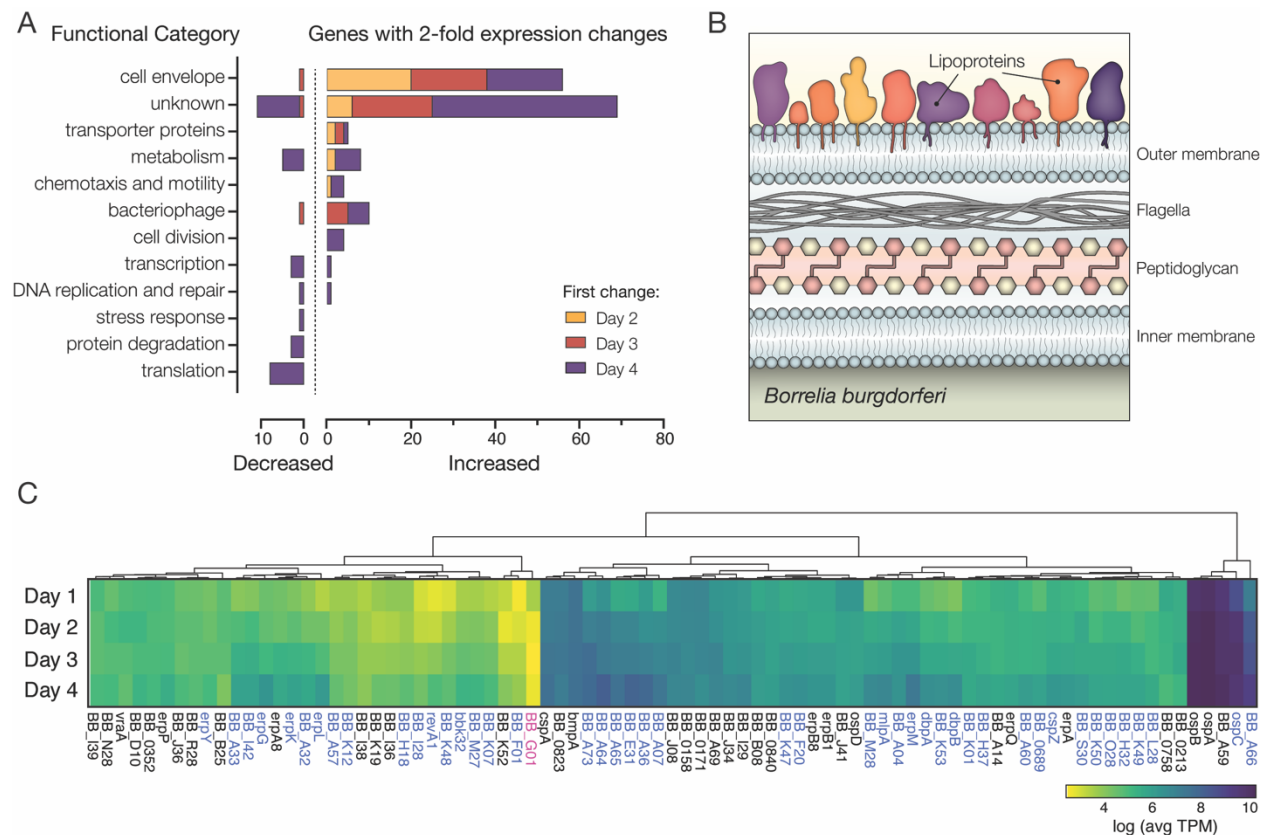 A
Functional Category
Genes with 2-fold expression changes
cell envelope
unknown
transporter proteins
metabolism
chemotaxis and motility
bacteriophage
cell division
transcription
DNA replication and repair
stress response
protein degradation
translation
First change:
Day 2
Day 3
Day 4
10 0
0 20 40 60 80
Decreased
Increased
B
Lipoproteins
Outer membrane
Flagella
Peptidoglycan
Inner membrane
Borrelia burgdorferi
C
Day 1
Day 2
Day 3
Day 4
BB_I39
BB_N28
vraA
BB_D10
BB_0352
erpP
BB_J36
BB_R28
erpY
BB_B25
BB_A33
BB_I42
erpG
erpA8
erpK
BB_A32
erpL
BB_A57
BB_K12
BB_I38
BB_K19
BB_I36
BB_H18
BB_I28
revA1
BB_K48
bbk32
BB_M27
BB_K07
BB_K52
BB_F01
BB_G01
cspA
BB_0823
bmpA
BB_A73
BB_A64
BB_A65
BB_E31
BB_A36
BB_A07
BB_J08
BB_0158
BB_0171
BB_A69
BB_J34
BB_I29
BB_B08
BB_0840
BB_K47
BB_F20
erpB8
erpB1
BB_J41
ospD
BB_M28
mlpA
BB_A04
erpM
dbpA
BB_K53
dbpB
BB_K01
BB_H37
BB_A14
erpQ
BB_A60
BB_0689
cspZ
erpA
BB_S30
BB_K50
BB_O28
BB_H32
BB_K49
BB_L28
BB_0758
BB_0213
ospB
ospA
BB_A59
ospC
BB_A66
4 6 8 10
log (avg TPM)